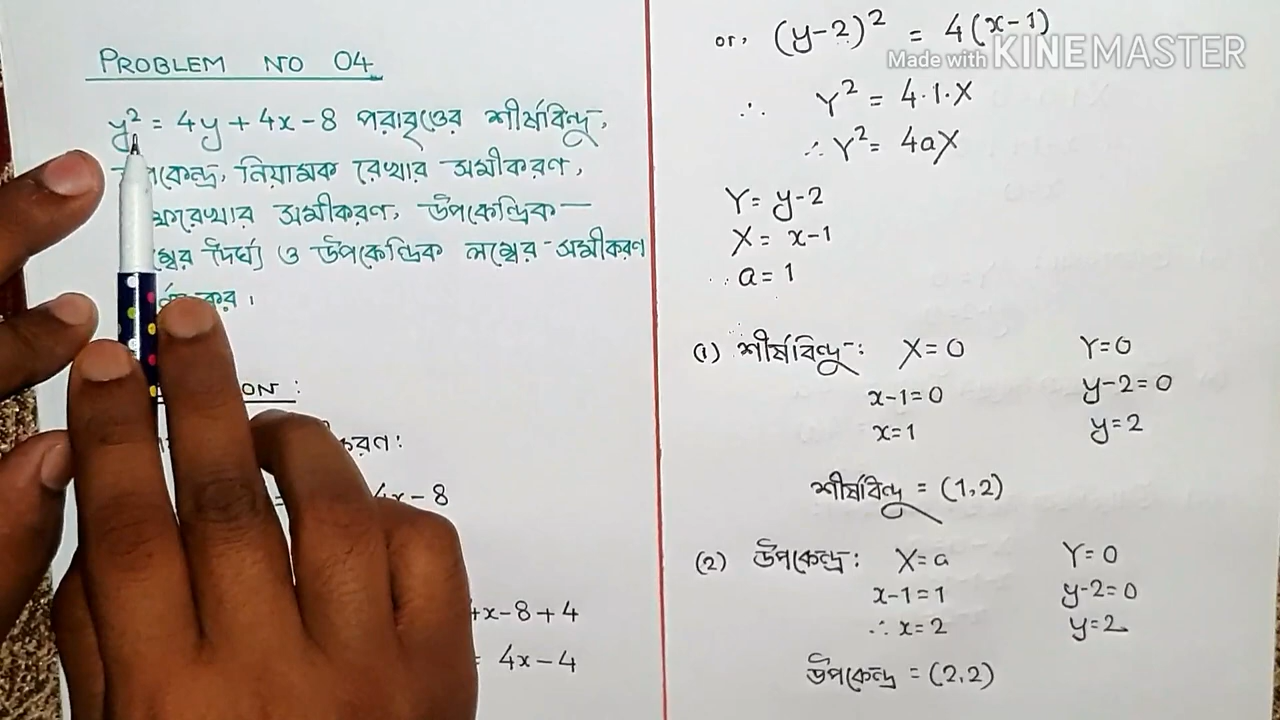 PROBLEM NO 04
y² = 4y + 4x - 8 পরাবৃত্তের শীর্ষবিন্দু,
নিয়ামক রেখার সমীকরণ,
সমীকরণ, উপকেন্দ্রিক—
দৈর্ঘ্য ও উপকেন্দ্রিক লম্বের সমীকরণ
কর।
ON :
4x - 8
x - 8 + 4
4x - 4
or, (y-2)² = 4(x-1)
Made with KINEMASTER
∴ Y² = 4·1·X
∴ Y² = 4aX
Y = y-2
X = x-1
∴ a = 1
(1) শীর্ষবিন্দু : X = 0 Y = 0
x-1=0 y-2=0
x=1 y=2
শীর্ষবিন্দু = (1,2)
(2) উপকেন্দ্র : X = a Y = 0
x-1=1 y-2=0
∴ x=2 y=2
উপকেন্দ্র = (2,2)